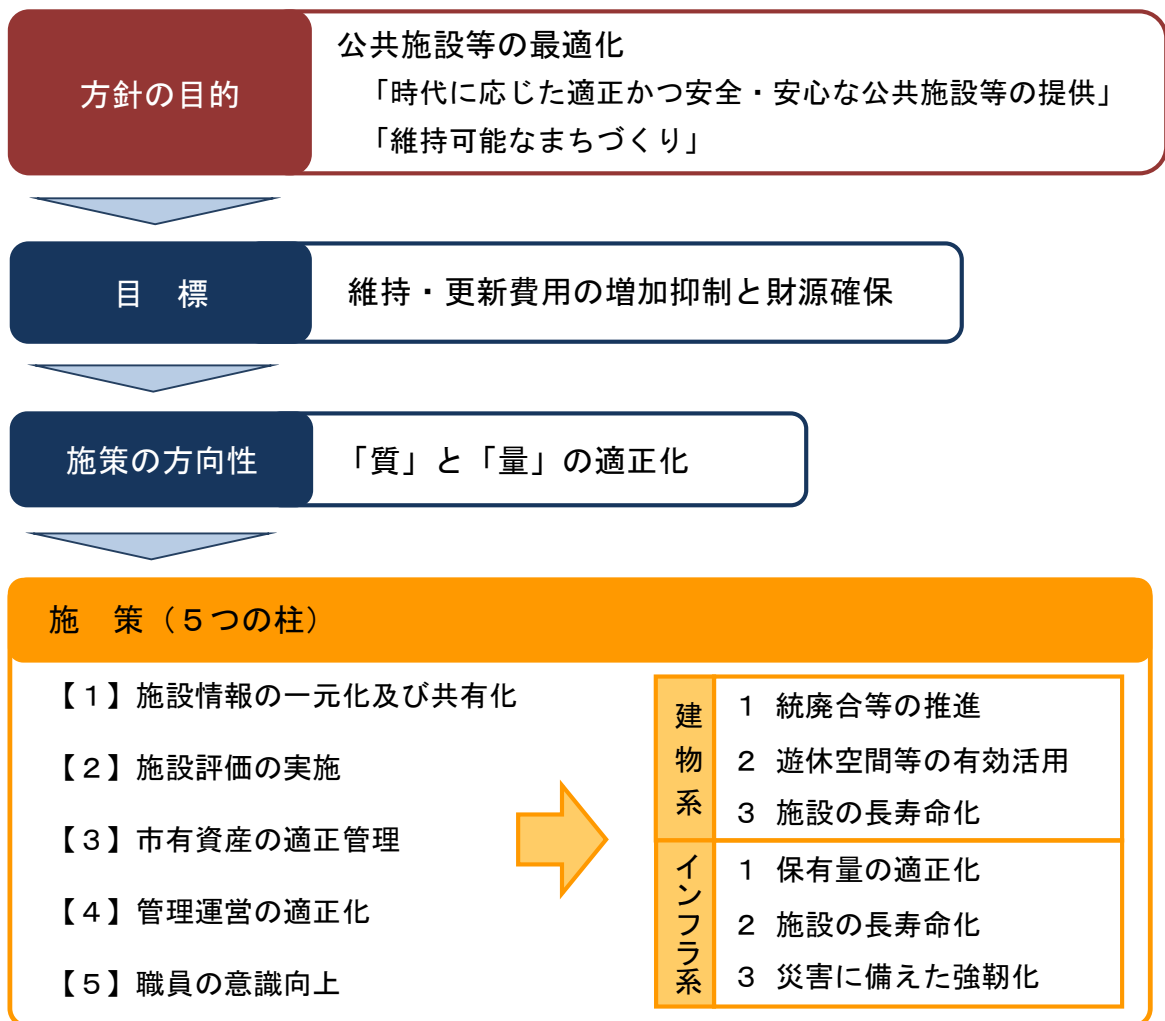 方針の目的
公共施設等の最適化
「時代に応じた適正かつ安全・安心な公共施設等の提供」
「維持可能なまちづくり」
目　標
維持・更新費用の増加抑制と財源確保
施策の方向性
「質」と「量」の適正化
施　策（５つの柱）
【１】施設情報の一元化及び共有化
【２】施設評価の実施
【３】市有資産の適正管理
【４】管理運営の適正化
【５】職員の意識向上
建物系
１ 統廃合等の推進
２ 遊休空間等の有効活用
３ 施設の長寿命化
インフラ系
１ 保有量の適正化
２ 施設の長寿命化
３ 災害に備えた強靭化